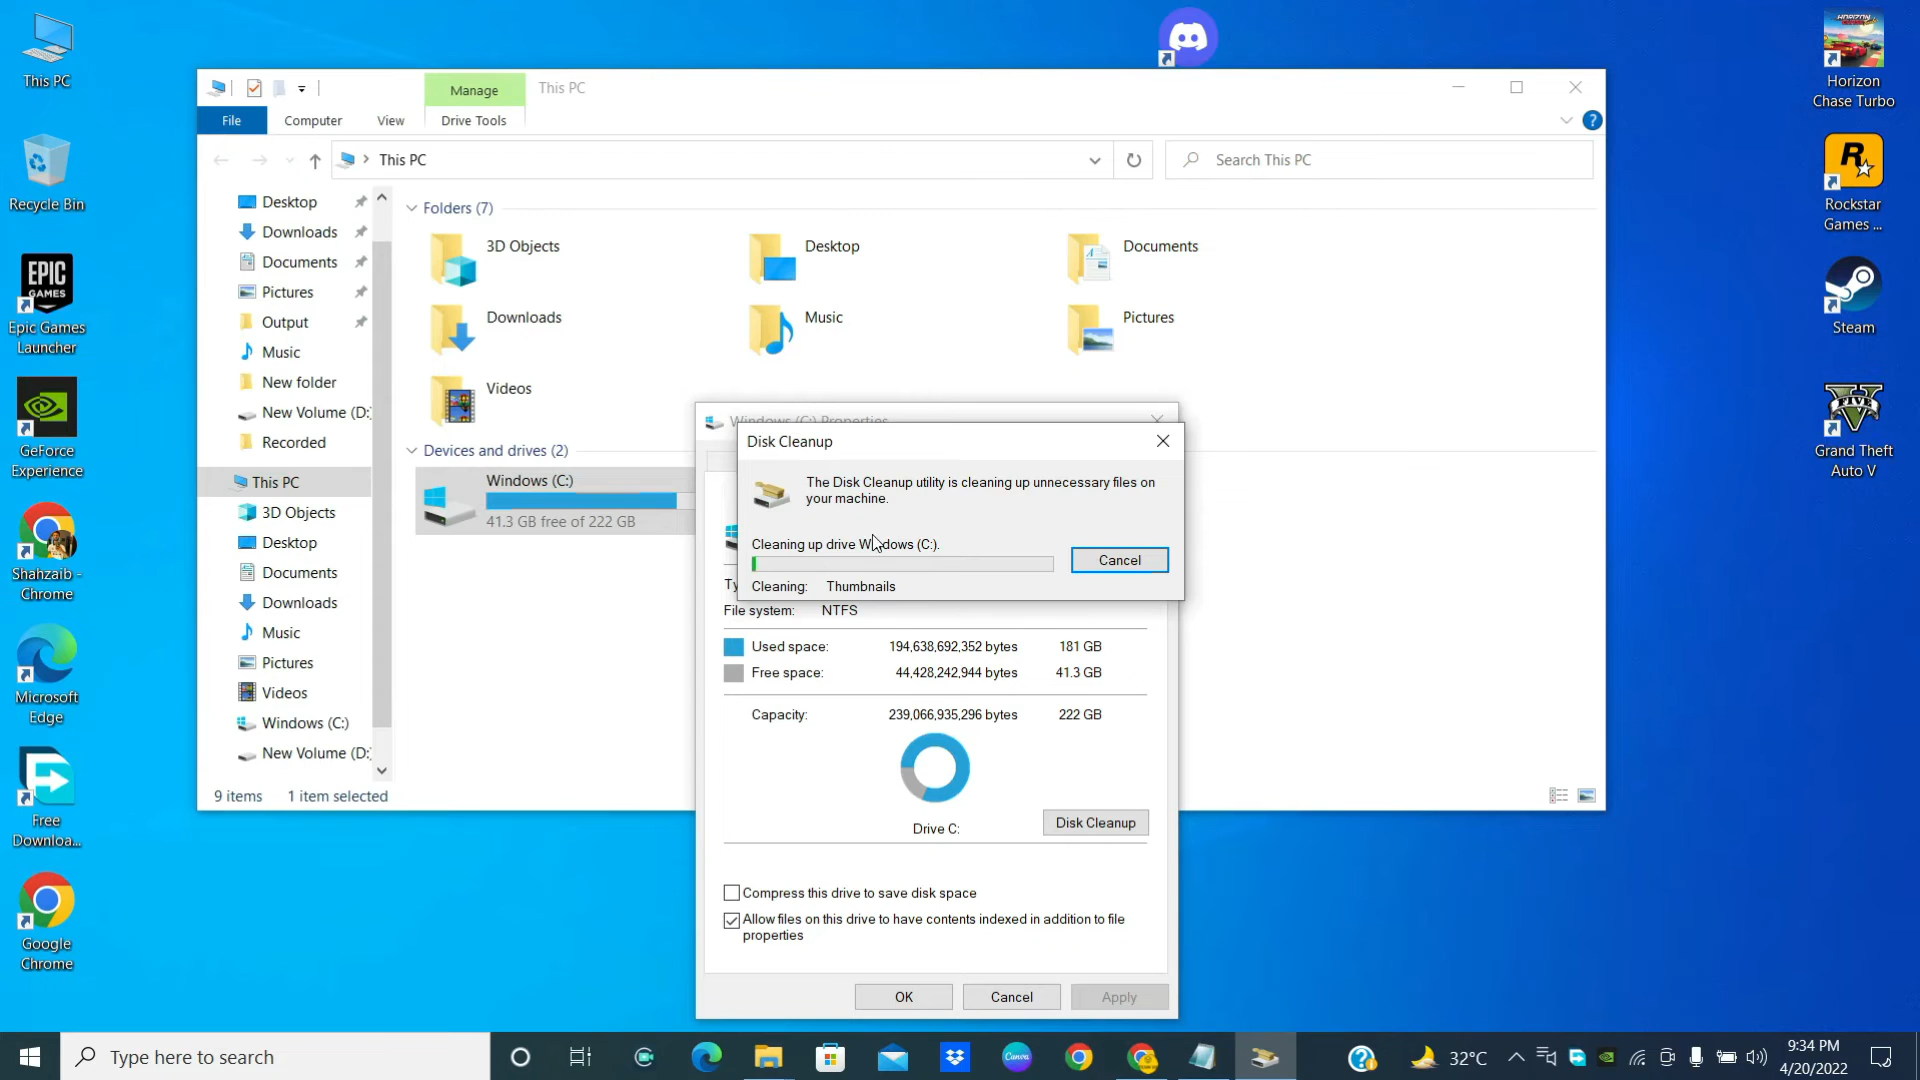 This PC
Recycle Bin
EPIC
GAMES
Epic Games
Launcher
GeForce
Experience
Shahzaib -
Chrome
Microsoft
Edge
Free
Downloa...
Google
Chrome
Manage
This PC
File
Computer
View
Drive Tools
This PC
Search This PC
Desktop
Downloads
Documents
Pictures
Output
Music
New folder
New Volume (D:
Recorded
This PC
3D Objects
Desktop
Documents
Downloads
Music
Pictures
Videos
Windows (C:)
New Volume (D:
9 items
1 item selected
Folders (7)
3D Objects
Desktop
Documents
Downloads
Music
Pictures
Videos
Devices and drives (2)
Windows (C:)
41.3 GB free of 222 GB
Windows (C:) Properties
Disk Cleanup
The Disk Cleanup utility is cleaning up unnecessary files on
your machine.
Cleaning up drive Windows (C:).
Cancel
Cleaning: Thumbnails
Ty
File system: NTFS
Used space: 194,638,692,352 bytes 181 GB
Free space: 44,428,242,944 bytes 41.3 GB
Capacity: 239,066,935,296 bytes 222 GB
Drive C:
Disk Cleanup
Compress this drive to save disk space
Allow files on this drive to have contents indexed in addition to file
properties
OK
Cancel
Apply
HORIZON
Horizon
Chase Turbo
R
Rockstar
Games ...
Steam
FIVE
Grand Theft
Auto V
Type here to search
Canva
32°C
9:34 PM
4/20/2022